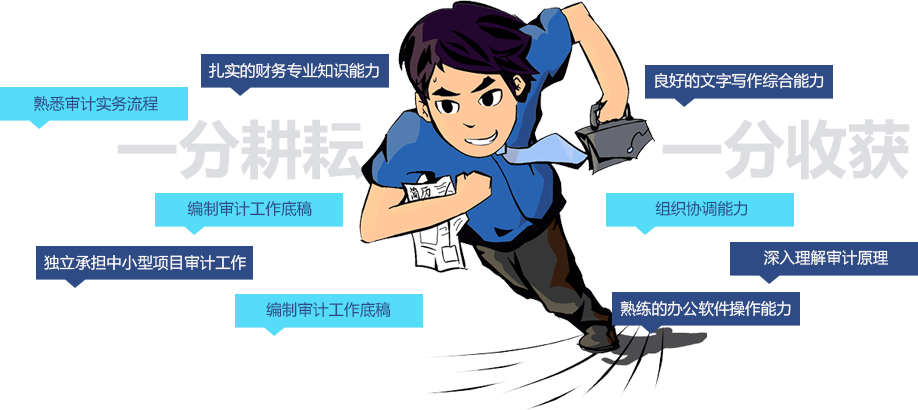 扎实的财务专业知识能力
良好的文字写作综合能力
熟悉审计实务流程
一分耕耘
一分收获
简历
编制审计工作底稿
组织协调能力
独立承担中小型项目审计工作
深入理解审计原理
编制审计工作底稿
熟练的办公软件操作能力